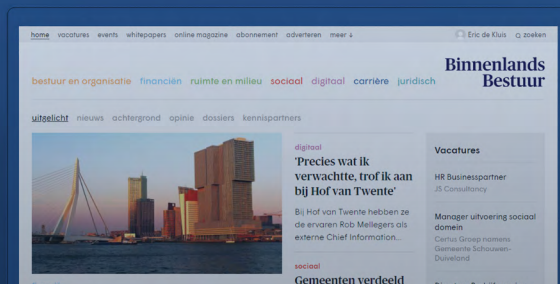 home vacatures events whitepapers online magazine abonnement adverteren meer ↓ Eric de Kluis zoeken
Binnenlands
Bestuur
bestuur en organisatie financiën ruimte en milieu sociaal digitaal carrière juridisch
uitgelicht nieuws achtergrond opinie dossiers kennispartners
digitaal
'Precies wat ik
verwachtte, trof ik aan
bij Hof van Twente'
Bij Hof van Twente hebben ze
de ervaren Rob Mellegers als
externe Chief Information...
sociaal
Gemeenten verdeeld
Vacatures
HR Businesspartner
JS Consultancy
Manager uitvoering sociaal
domein
Certus Groep namens
Gemeente Schouwen-
Duiveland